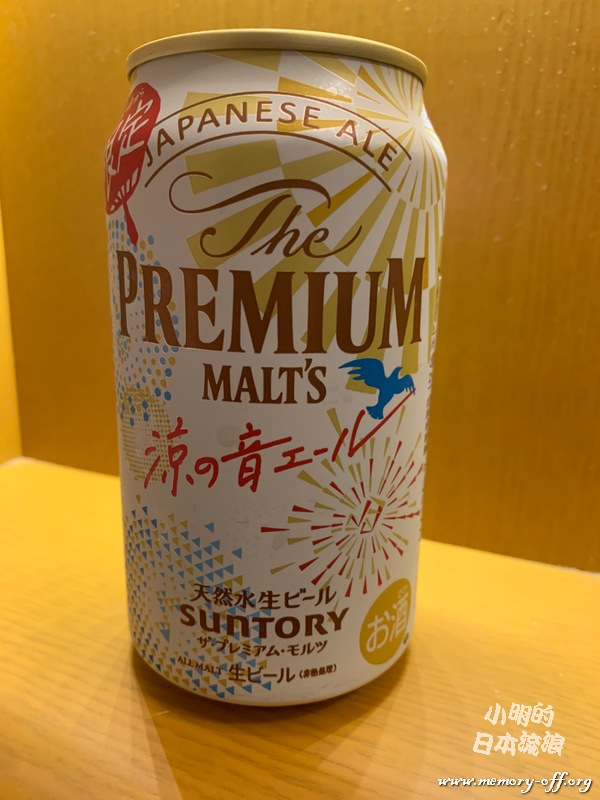 限定
JAPANESE ALE
The
PREMIUM
MALT'S
涼の音エール
天然水生ビール
SUNTORY
ザ・プレミアム・モルツ
ALL MALT 生ビール(非熱処理)
お酒
小明的
日本流浪
www.memory-off.org